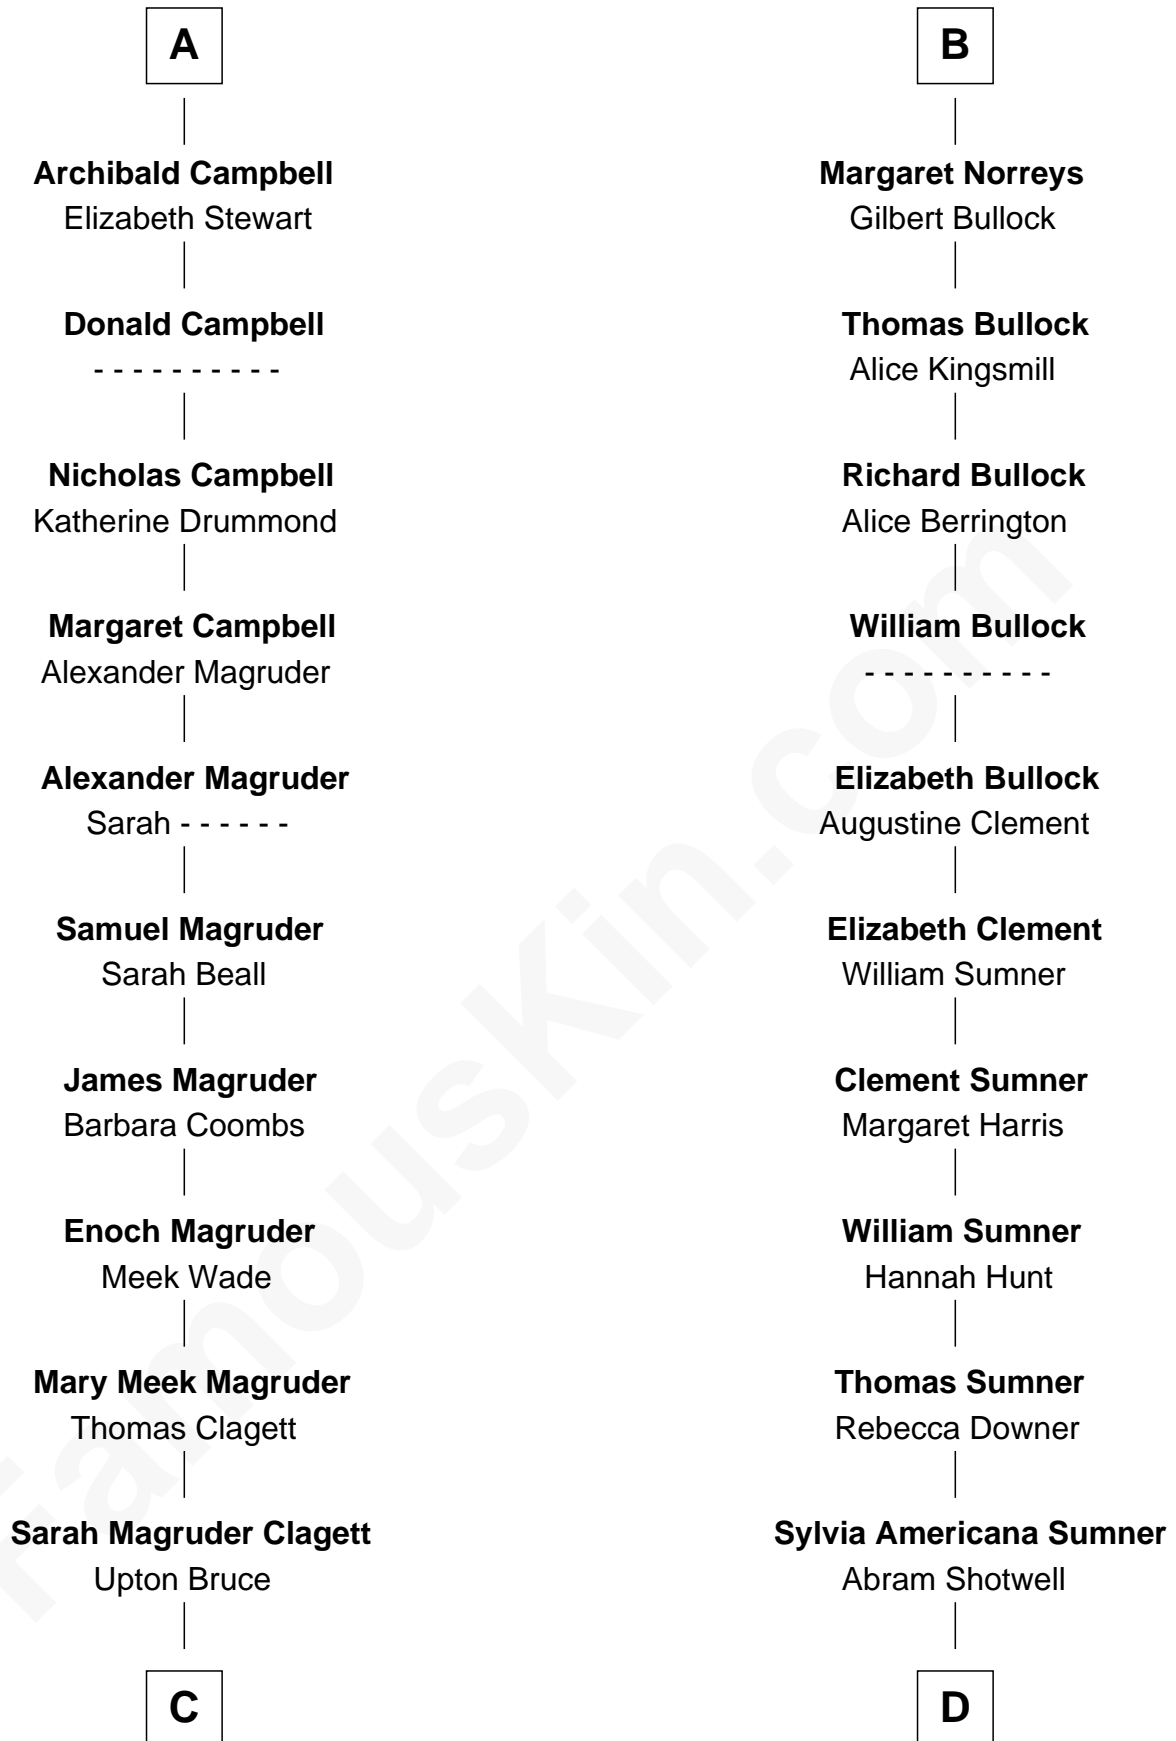 A
Archibald Campbell
Elizabeth Stewart
Donald Campbell
- - - - - - - - - -
Nicholas Campbell
Katherine Drummond
Margaret Campbell
Alexander Magruder
Alexander Magruder
Sarah - - - - - -
Samuel Magruder
Sarah Beall
James Magruder
Barbara Coombs
Enoch Magruder
Meek Wade
Mary Meek Magruder
Thomas Clagett
Sarah Magruder Clagett
Upton Bruce
C
B
Margaret Norreys
Gilbert Bullock
Thomas Bullock
Alice Kingsmill
Richard Bullock
Alice Berrington
William Bullock
- - - - - - - - - -
Elizabeth Bullock
Augustine Clement
Elizabeth Clement
William Sumner
Clement Sumner
Margaret Harris
William Sumner
Hannah Hunt
Thomas Sumner
Rebecca Downer
Sylvia Americana Sumner
Abram Shotwell
D
FamousKin.com